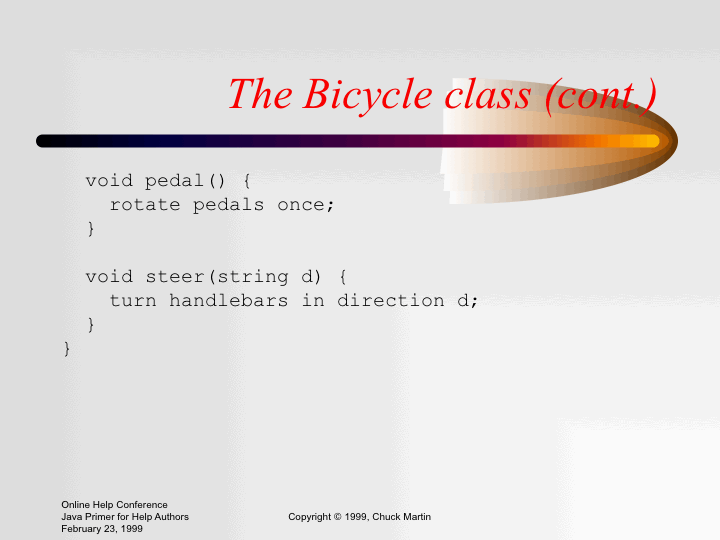 The Bicycle class (cont.)
void pedal() {
rotate pedals once;
}
void steer(string d) {
turn handlebars in direction d;
}
}
Online Help Conference
Java Primer for Help Authors
February 23, 1999
Copyright © 1999, Chuck Martin